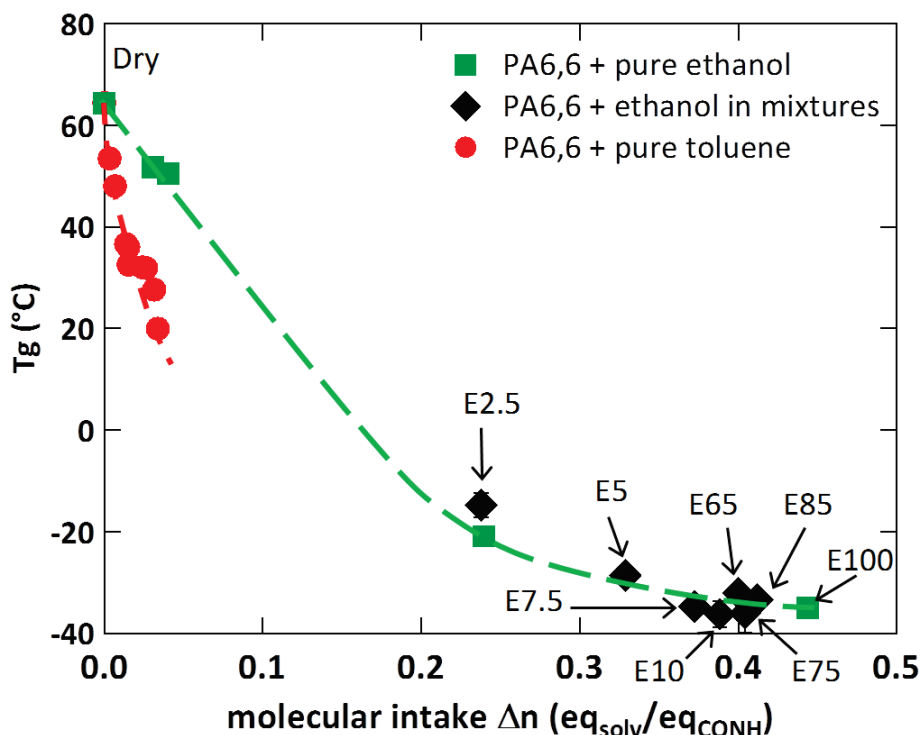 80
60
40
20
0
-20
-40
Tg (°C)
Dry
PA6,6 + pure ethanol
PA6,6 + ethanol in mixtures
PA6,6 + pure toluene
E2.5
E5
E65
E85
E100
E7.5
E10
E75
0.0 0.1 0.2 0.3 0.4 0.5
molecular intake Δn (eqsolv/eqCONH)